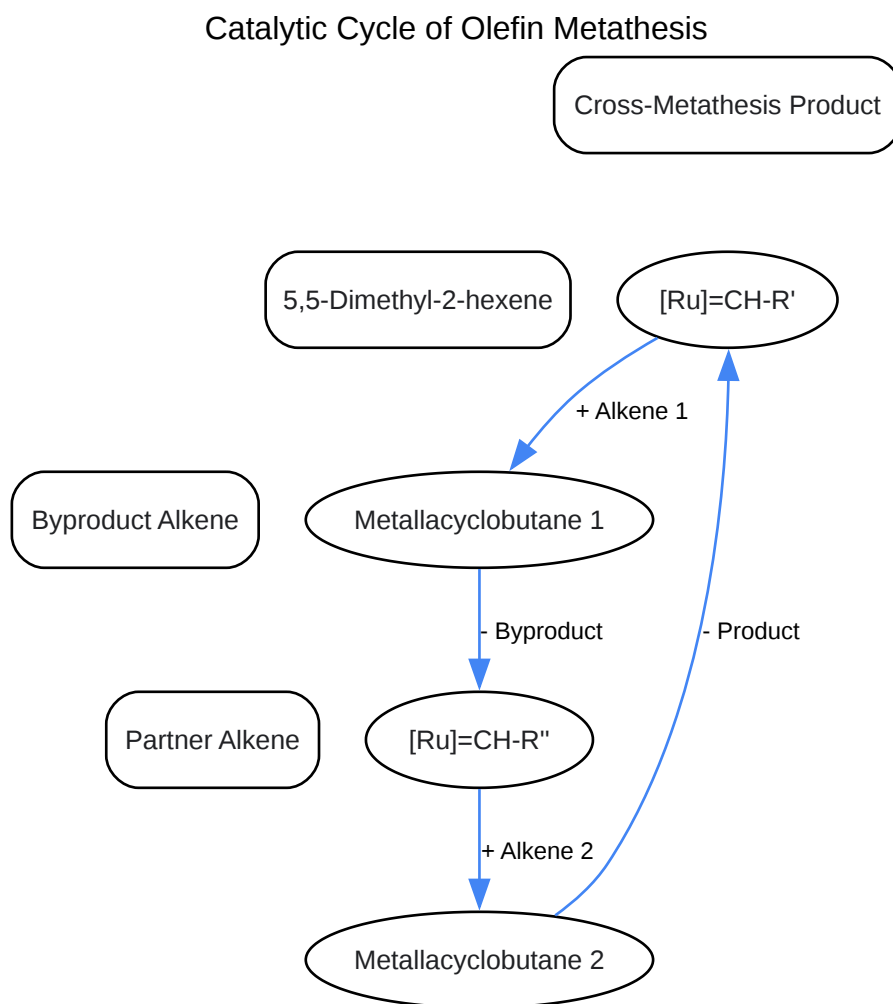 Catalytic Cycle of Olefin Metathesis
Cross-Metathesis Product
5,5-Dimethyl-2-hexene
[Ru]=CH-R'
+ Alkene 1
Byproduct Alkene
Metallacyclobutane 1
- Byproduct
- Product
Partner Alkene
[Ru]=CH-R"
+ Alkene 2
Metallacyclobutane 2